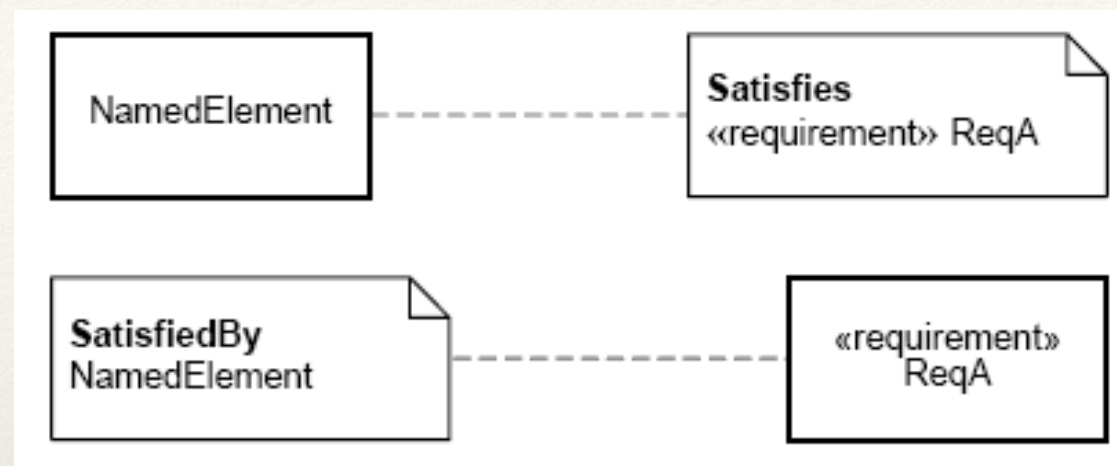 NamedElement
Satisfies
«requirement» ReqA
SatisfiedBy
NamedElement
«requirement»
ReqA